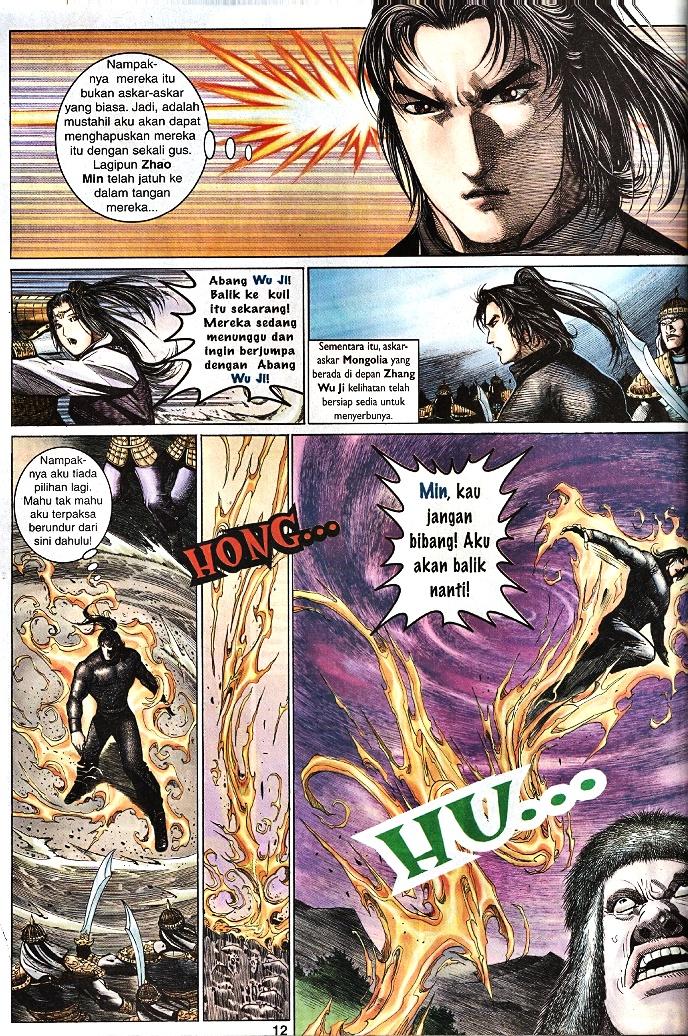 Nampak-
nya mereka itu
bukan askar-askar
yang biasa. Jadi, adalah
mustahil aku akan dapat
menghapuskan mereka
itu dengan sekali gus.
Lagipun Zhao
Min telah jatuh ke
dalam tangan
mereka...
Abang Wu Ji!
Balik ke kuil
itu sekarang!
Mereka sedang
menunggu dan
ingin berjumpa
dengan Abang
Wu Ji!
Sementara itu, askar-
askar Mongolia yang
berada di depan Zhang
Wu Ji kelihatan telah
bersiap sedia untuk
menyerbunya.
Nampak-
nya aku tiada
pilihan lagi.
Mahu tak mahu
aku terpaksa
berundur dari
sini dahulu!
HONG...
Min, kau
jangan
bibang! Aku
akan balik
nanti!
HU...
12